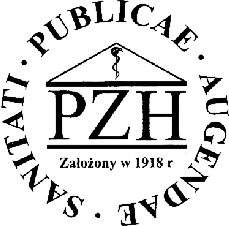 SANITATI · PUBLICAE · AUGENDAE ·
PZH
Założony w 1918 r